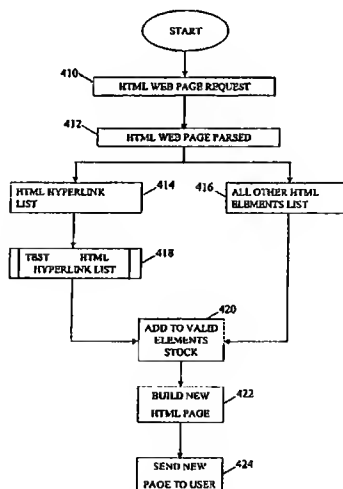 START
410
HTML WEB PAGE REQUEST
412
HTML WEB PAGE PARSED
HTML HYPERLINK
LIST
414
416
ALL OTHER HTML
ELEMENTS LIST
TEST HTML
HYPERLINK LIST
418
420
ADD TO VALID
ELEMENTS
STOCK
BUILD NEW
HTML PAGE
422
SEND NEW
PAGE TO USER
424